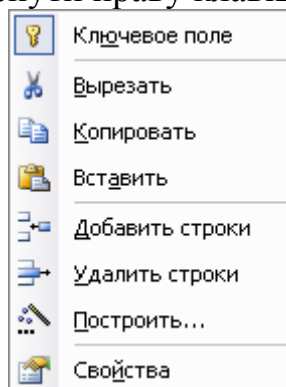 Ключевое поле
Вырезать
Копировать
Вставить
Добавить строки
Удалить строки
Построить...
Свойства